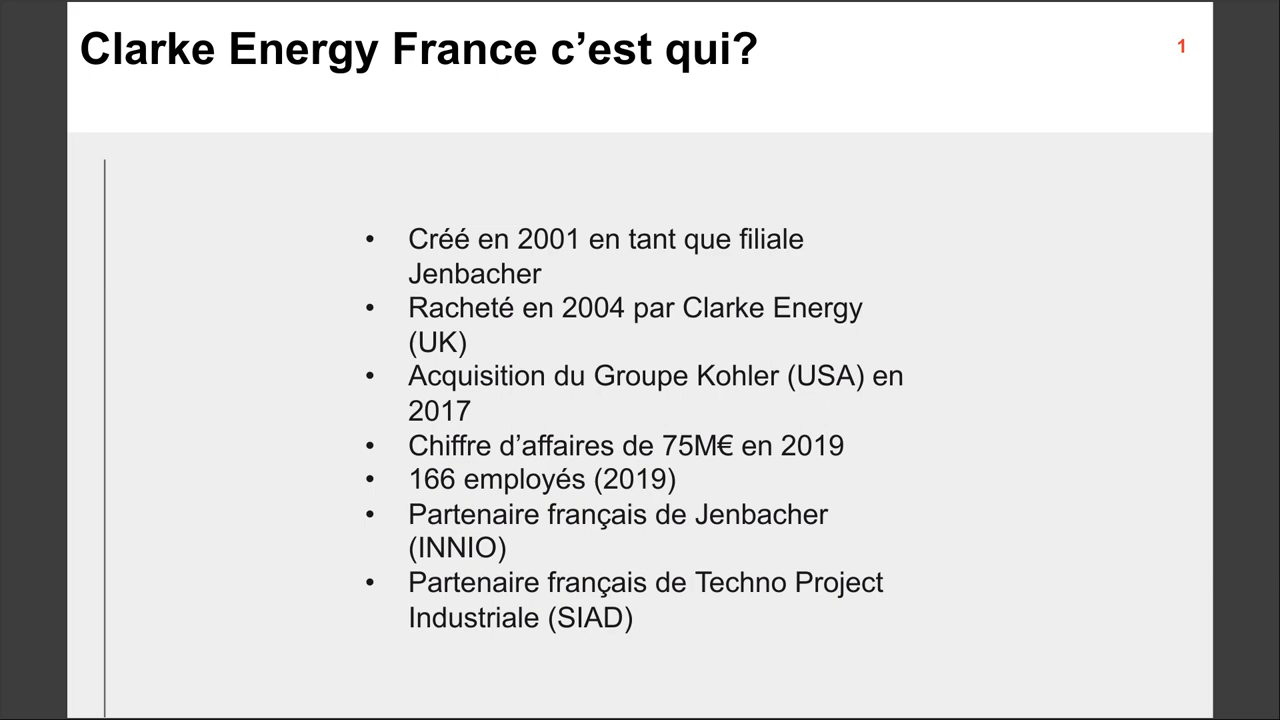 Clarke Energy France c’est qui?
1
• Créé en 2001 en tant que filiale
Jenbacher
• Racheté en 2004 par Clarke Energy
(UK)
• Acquisition du Groupe Kohler (USA) en
2017
• Chiffre d’affaires de 75M€ en 2019
• 166 employés (2019)
• Partenaire français de Jenbacher
(INNIO)
• Partenaire français de Techno Project
Industriale (SIAD)